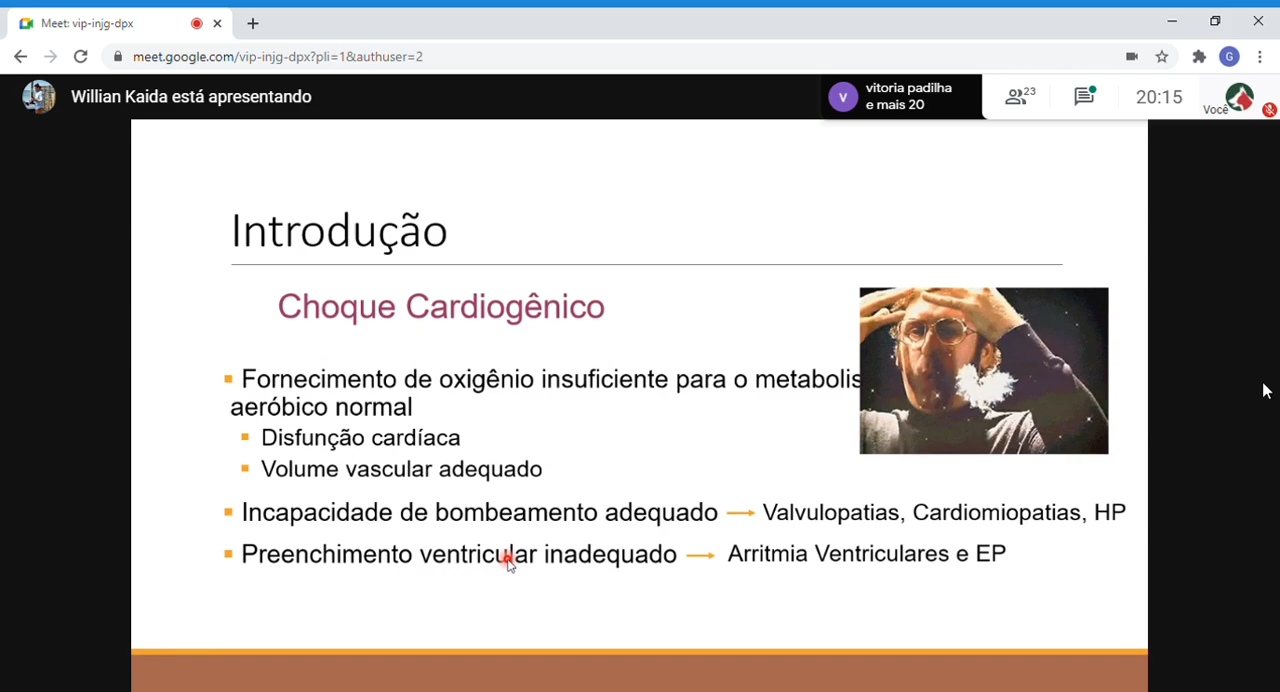 Meet: vip-injg-dpx
meet.google.com/vip-injg-dpx?pli=1&authuser=2
G
Willian Kaida está apresentando
v
vitoria padilha
e mais 20
23
20:15
Você
Introdução
Choque Cardiogênico
Fornecimento de oxigênio insuficiente para o metabolis
aeróbico normal
Disfunção cardíaca
Volume vascular adequado
Incapacidade de bombeamento adequado → Valvulopatias, Cardiomiopatias, HP
Preenchimento ventricular inadequado → Arritmia Ventriculares e EP